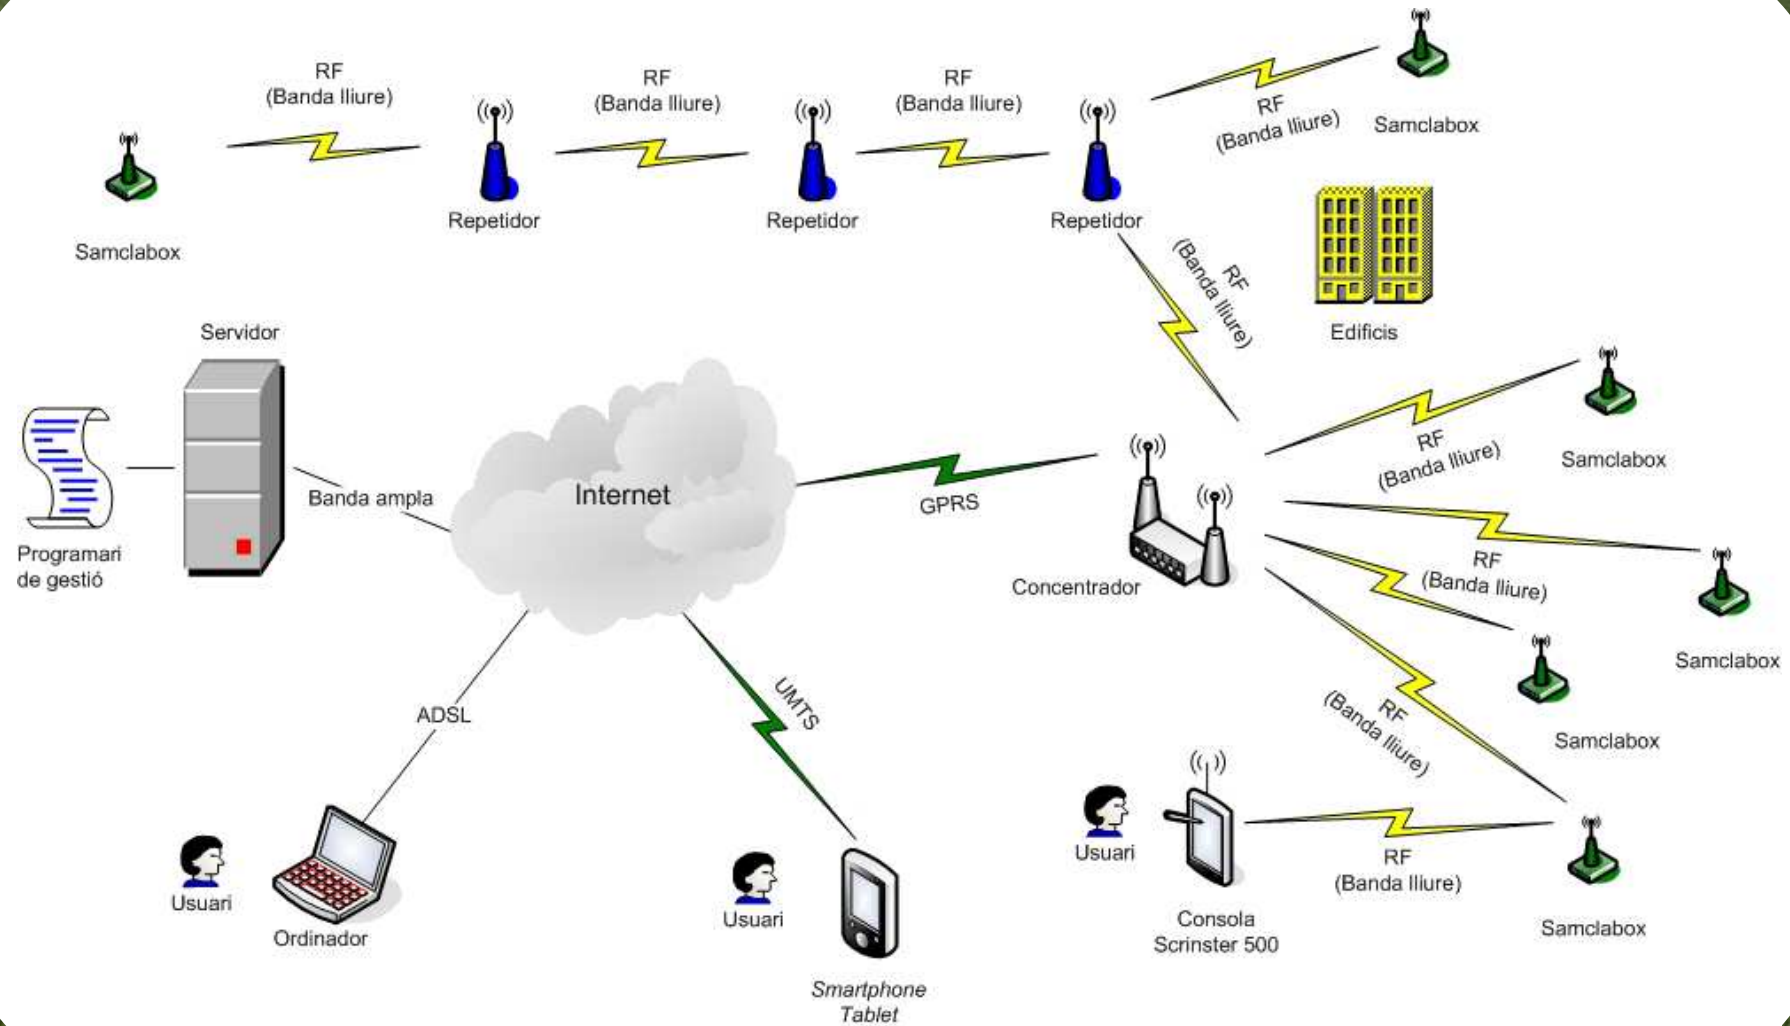 RF
(Banda lliure)
RF
(Banda lliure)
RF
(Banda lliure)
RF
(Banda lliure)
Samclabox
Samclabox
Repetidor
Repetidor
Repetidor
RF
(Banda lliure)
Edificis
Servidor
Programari
de gestió
Banda ampla
Internet
GPRS
Concentrador
RF
(Banda lliure)
Samclabox
RF
(Banda lliure)
Samclabox
Samclabox
RF
(Banda lliure)
ADSL
UMTS
Usuari
Ordinador
Usuari
Smartphone
Tablet
Usuari
Consola
Scrinster 500
RF
(Banda lliure)
Samclabox